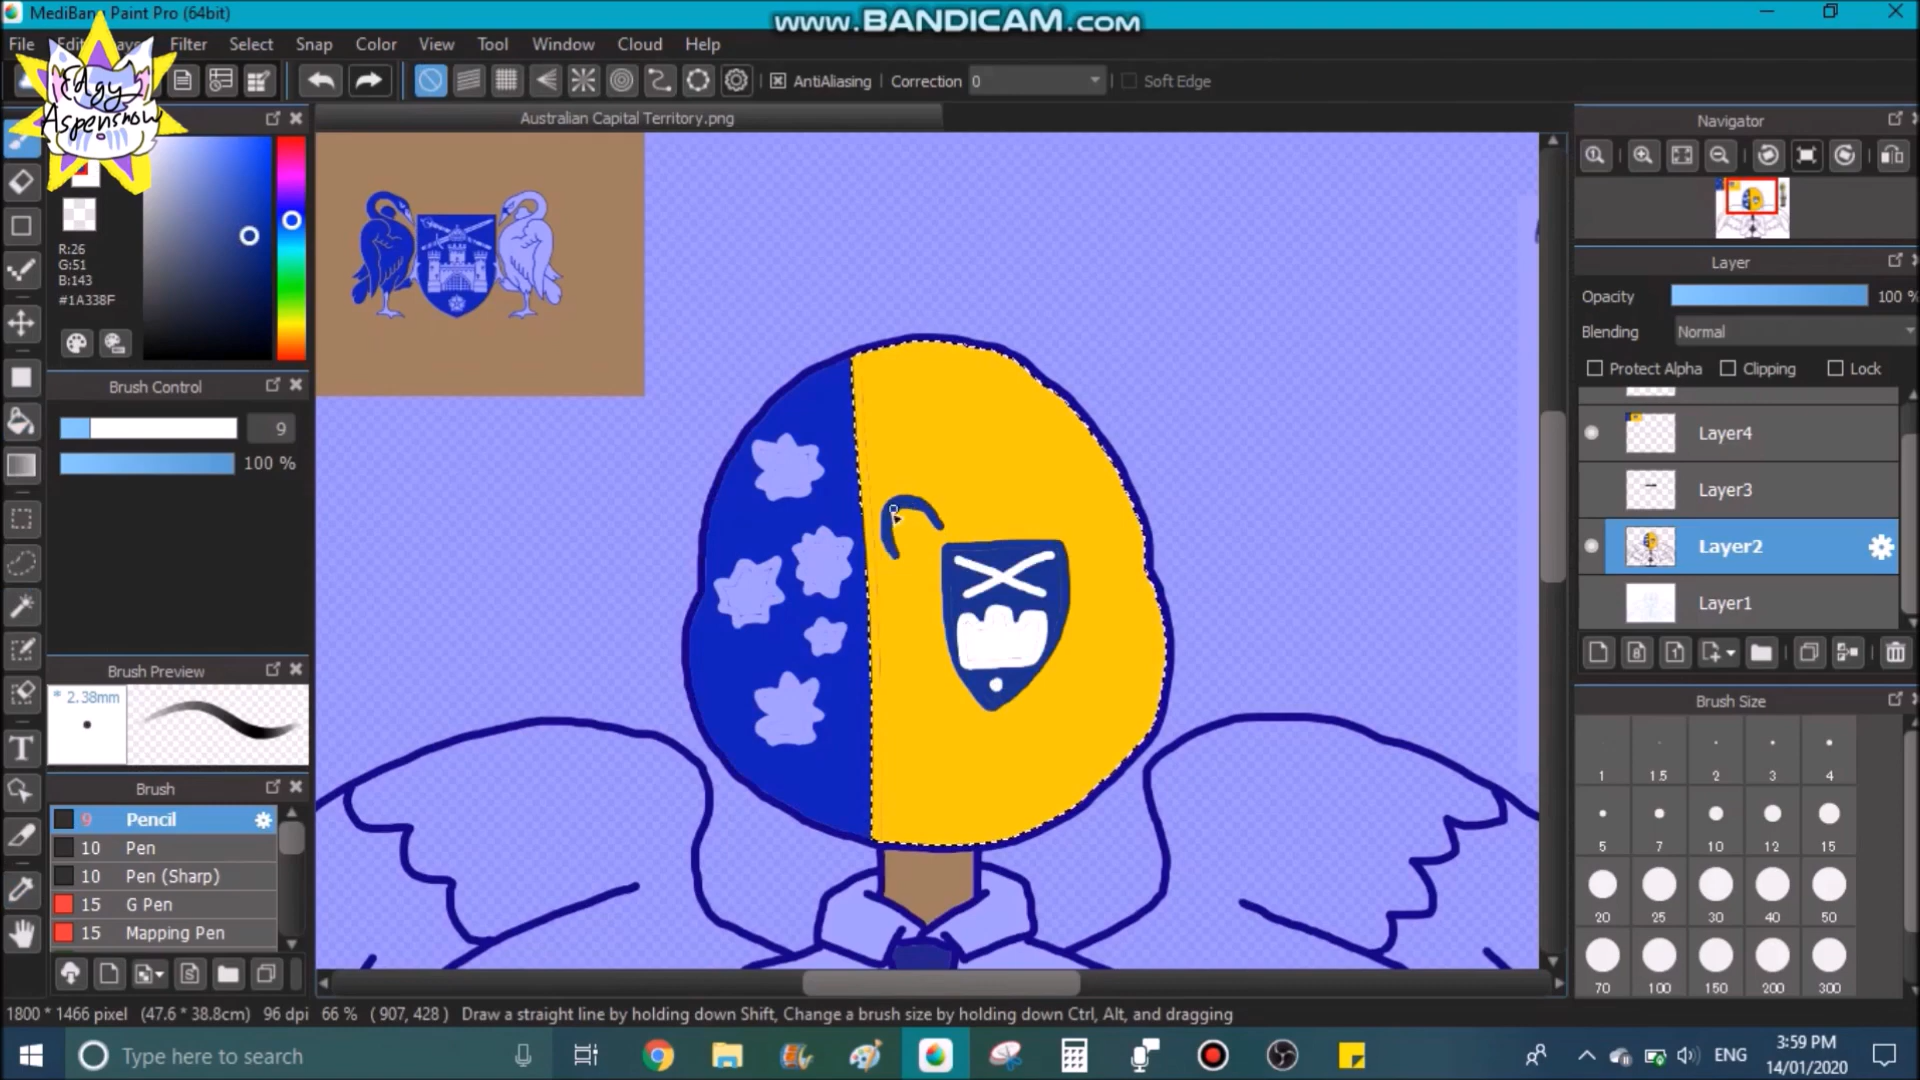 MediBang Paint Pro (64bit)
www.BANDICAM.com
File Edit Layer Filter Select Snap Color View Tool Window Cloud Help
Edgy
Aspensnow
AntiAliasing Correction 0 Soft Edge
Australian Capital Territory.png
R:26
G:51
B:143
#1A338F
Brush Control
9
100 %
Brush Preview
* 2.38mm
Brush
9 Pencil
10 Pen
10 Pen (Sharp)
15 G Pen
15 Mapping Pen
Navigator
Layer
Opacity 100 %
Blending Normal
Protect Alpha Clipping Lock
Layer4
Layer3
Layer2
Layer1
8 1
Brush Size
1 1.5 2 3 4
5 7 10 12 15
20 25 30 40 50
70 100 150 200 300
1800 * 1466 pixel (47.6 * 38.8cm) 96 dpi 66 % ( 907, 428 ) Draw a straight line by holding down Shift, Change a brush size by holding down Ctrl, Alt, and dragging
Type here to search
ENG
3:59 PM
14/01/2020